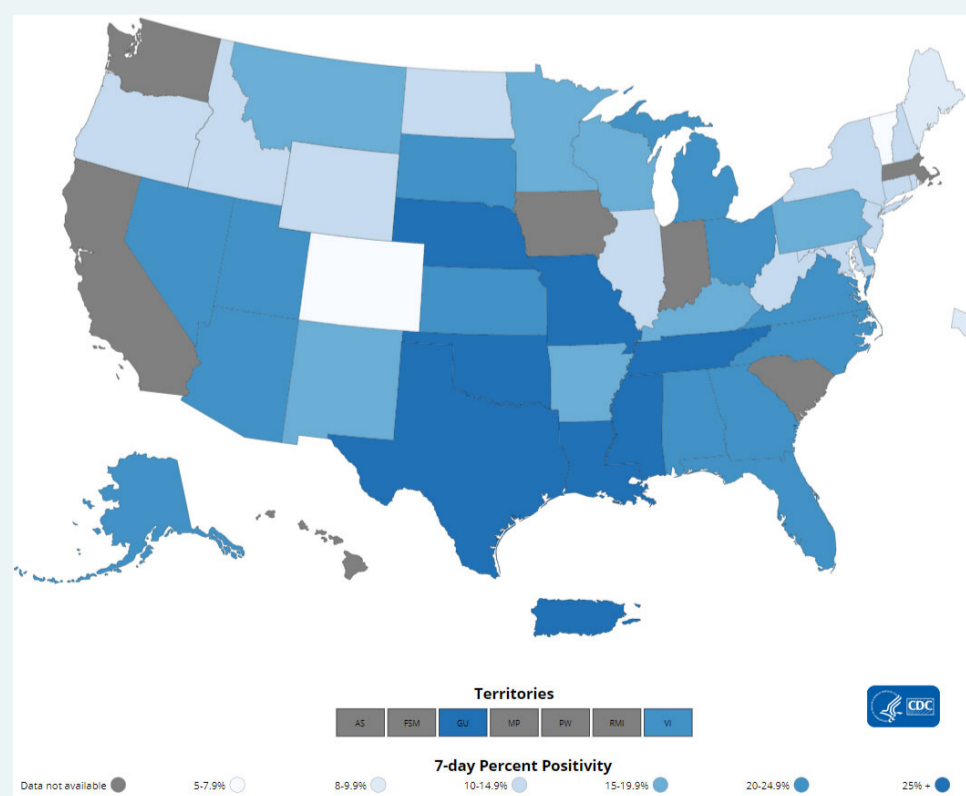 Territories
AS FSM GU MP PW RMI VI
CDC
7-day Percent Positivity
Data not available 5-7.9% 8-9.9% 10-14.9% 15-19.9% 20-24.9% 25% +